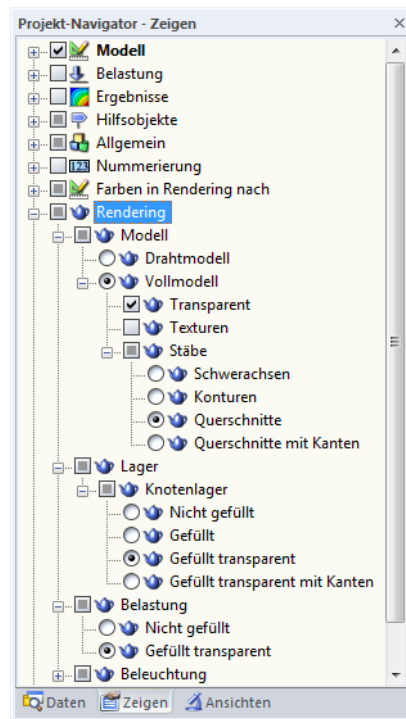 Projekt-Navigator - Zeigen
Modell
Belastung
Ergebnisse
Hilfsobjekte
Allgemein
123 Nummerierung
Farben in Rendering nach
Rendering
Modell
Drahtmodell
Vollmodell
Transparent
Texturen
Stäbe
Schwerachsen
Konturen
Querschnitte
Querschnitte mit Kanten
Lager
Knotenlager
Nicht gefüllt
Gefüllt
Gefüllt transparent
Gefüllt transparent mit Kanten
Belastung
Nicht gefüllt
Gefüllt transparent
Beleuchtung
Daten Zeigen Ansichten